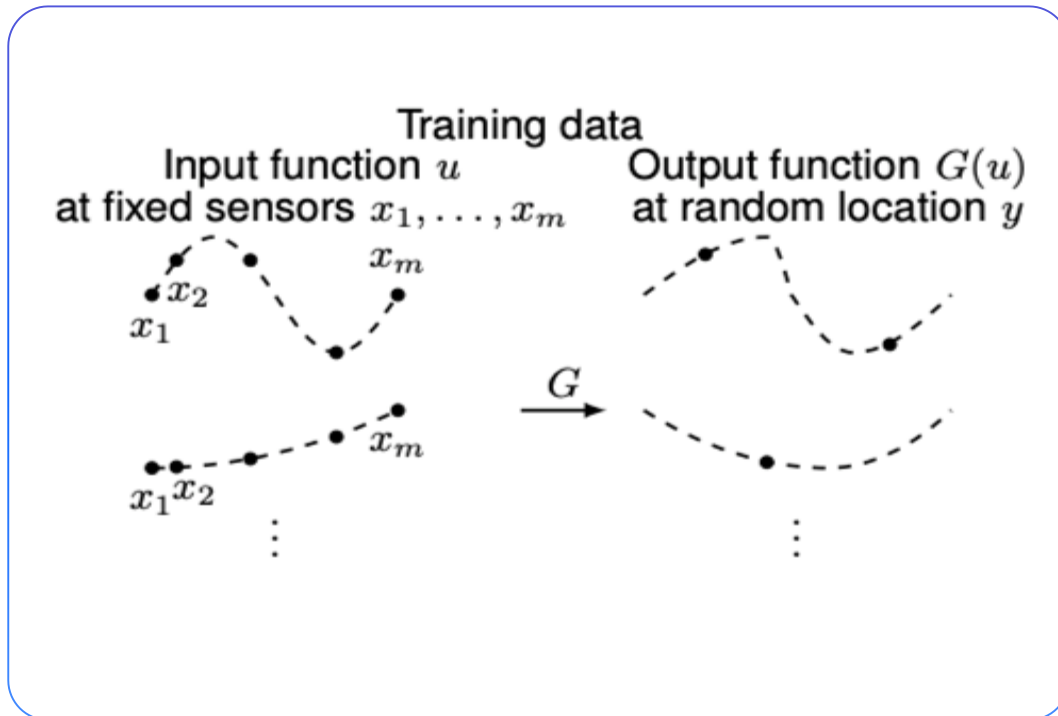 Training data
Input function u
at fixed sensors x₁, . . . , xₘ
Output function G(u)
at random location y
xₘ
x₂
x₁
G
xₘ
x₁x₂
⋮
⋮